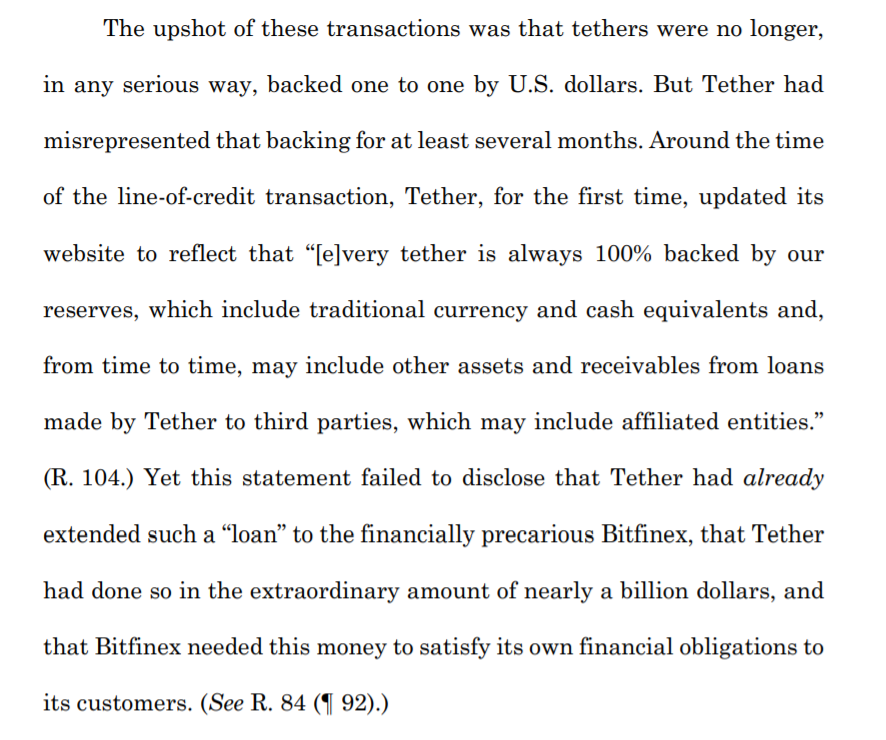 The upshot of these transactions was that tethers were no longer,
in any serious way, backed one to one by U.S. dollars. But Tether had
misrepresented that backing for at least several months. Around the time
of the line-of-credit transaction, Tether, for the first time, updated its
website to reflect that “[e]very tether is always 100% backed by our
reserves, which include traditional currency and cash equivalents and,
from time to time, may include other assets and receivables from loans
made by Tether to third parties, which may include affiliated entities.”
(R. 104.) Yet this statement failed to disclose that Tether had already
extended such a “loan” to the financially precarious Bitfinex, that Tether
had done so in the extraordinary amount of nearly a billion dollars, and
that Bitfinex needed this money to satisfy its own financial obligations to
its customers. (See R. 84 (¶ 92).)